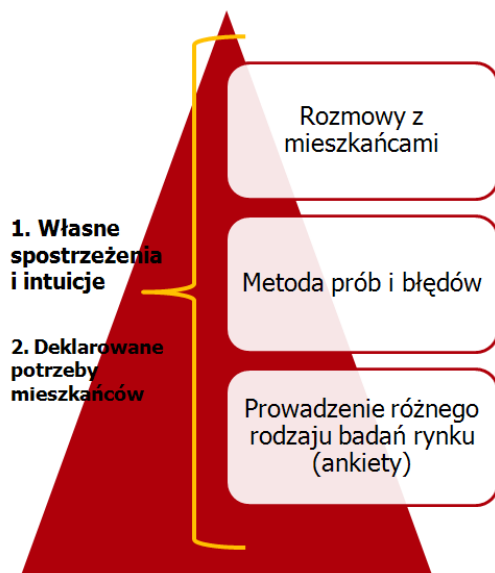 1. Własne
spostrzeżenia
i intuicje
2. Deklarowane
potrzeby
mieszkańców
Rozmowy z
mieszkańcami
Metoda prób i błędów
Prowadzenie różnego
rodzaju badań rynku
(ankiety)